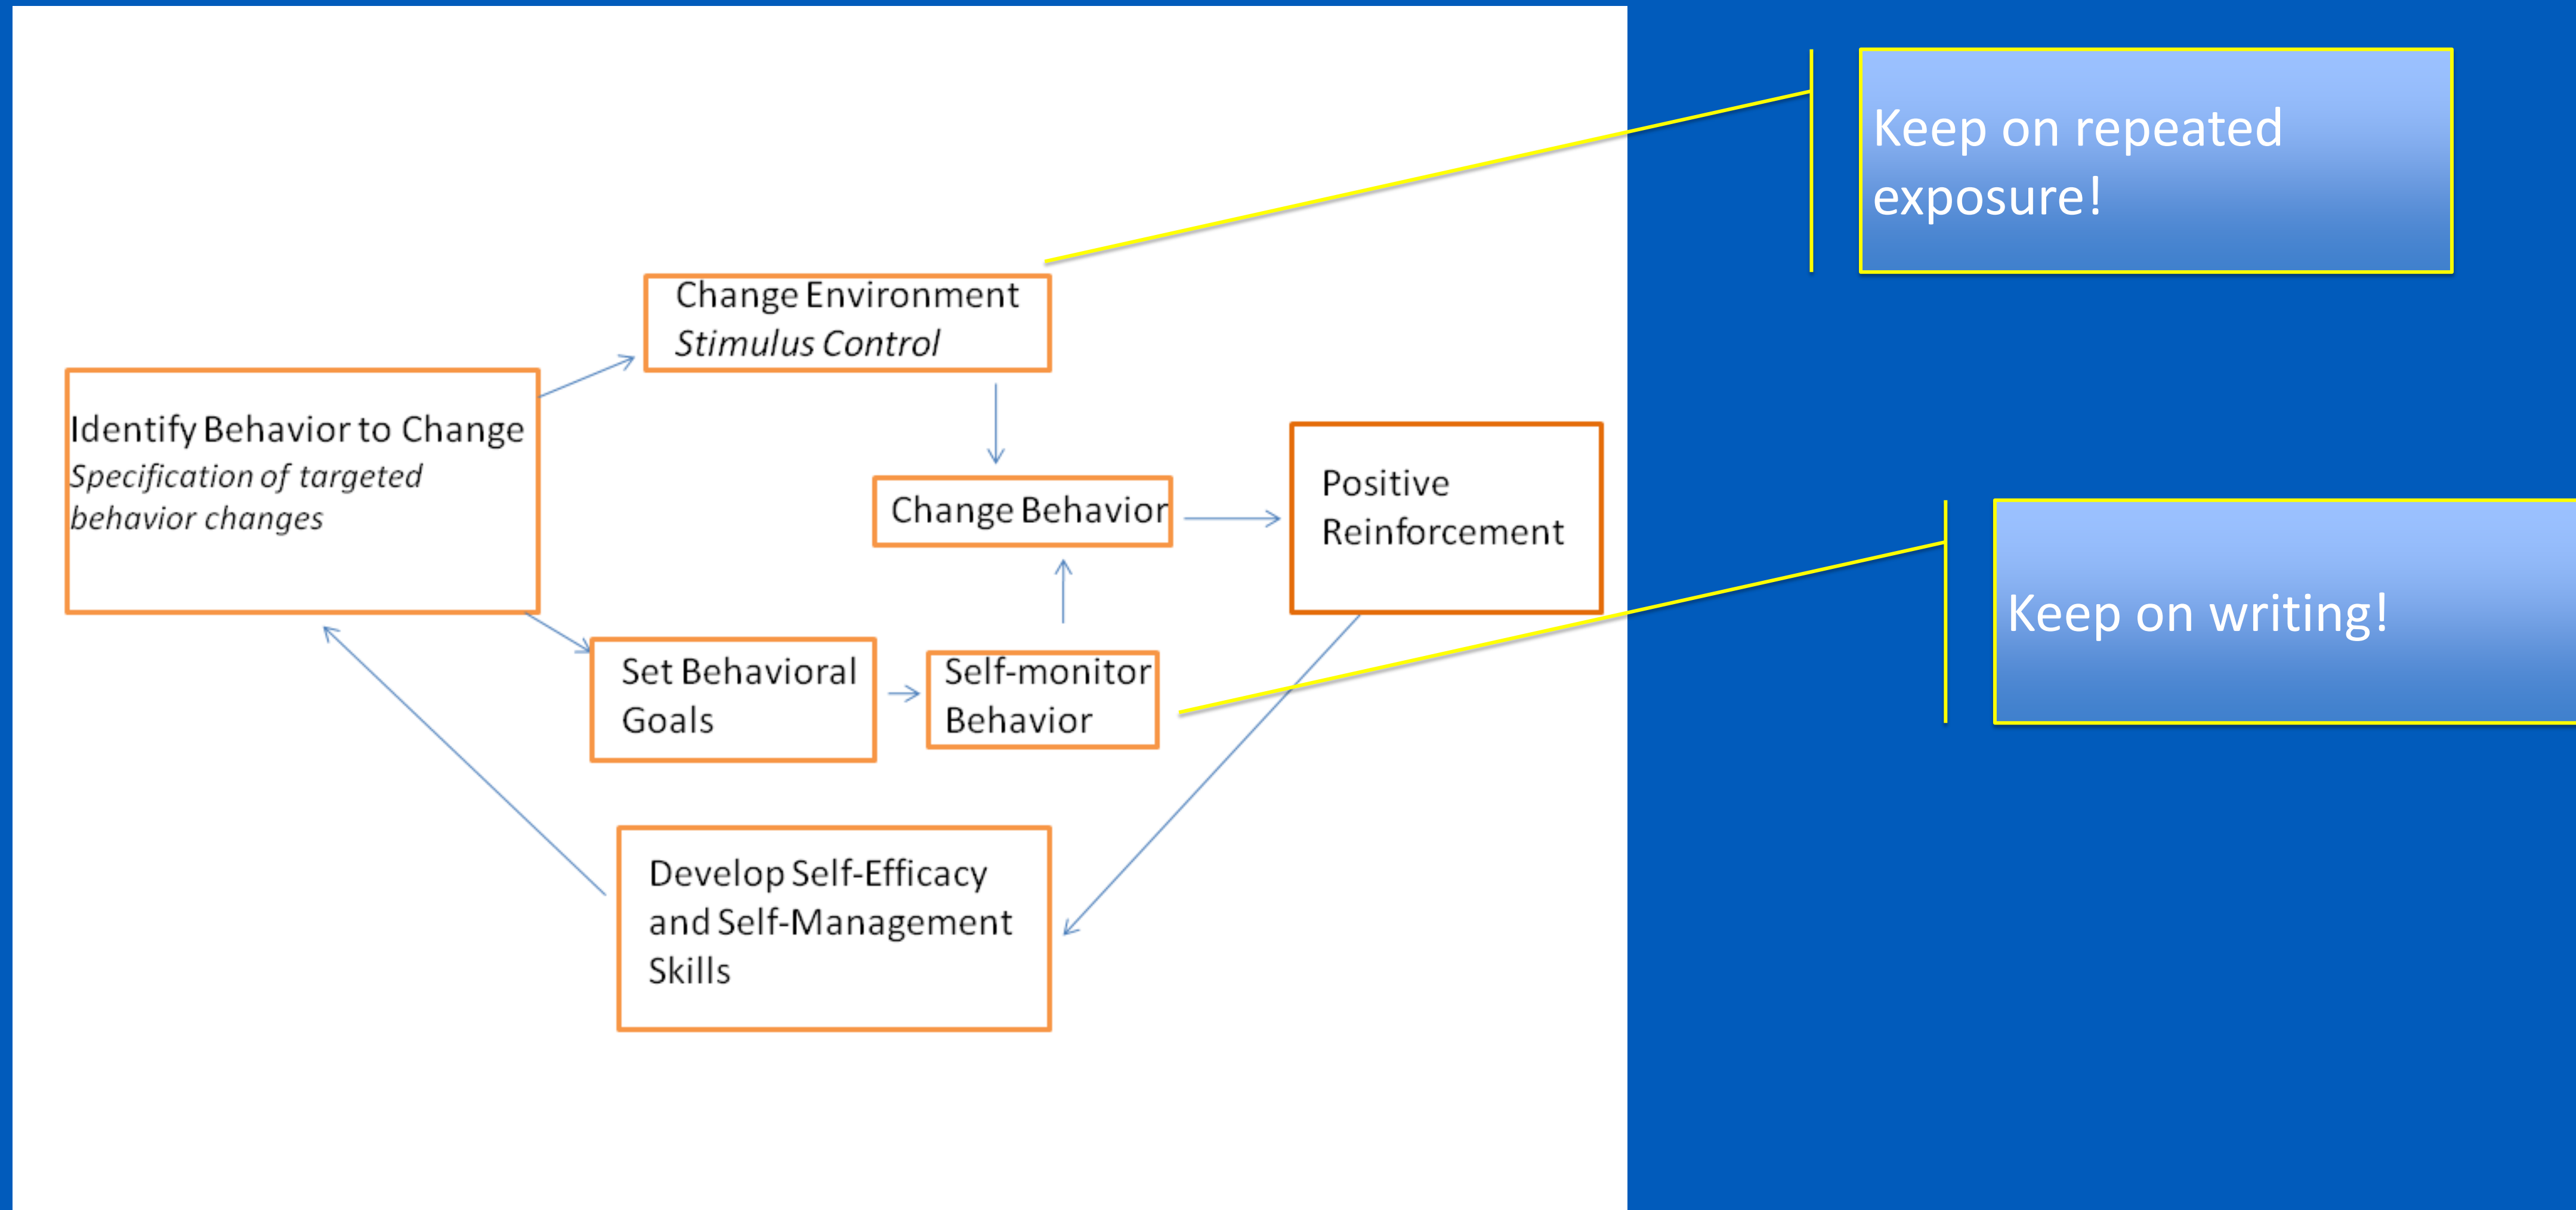 Keep on repeated
exposure!
Change Environment
Stimulus Control
Identify Behavior to Change
Specification of targeted
behavior changes
Change Behavior
Positive
Reinforcement
Keep on writing!
Set Behavioral
Goals
Self-monitor
Behavior
Develop Self-Efficacy
and Self-Management
Skills